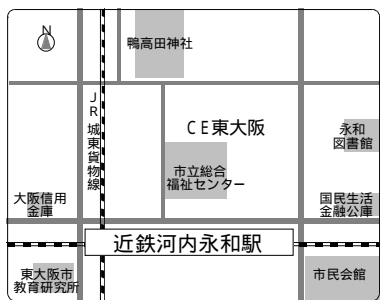 N
鴨高田神社
JR城東貨物線
CE東大阪
永和
図書館
市立総合
福祉センター
大阪信用
金庫
国民生活
金融公庫
近鉄河内永和駅
東大阪市
教育研究所
市民会館